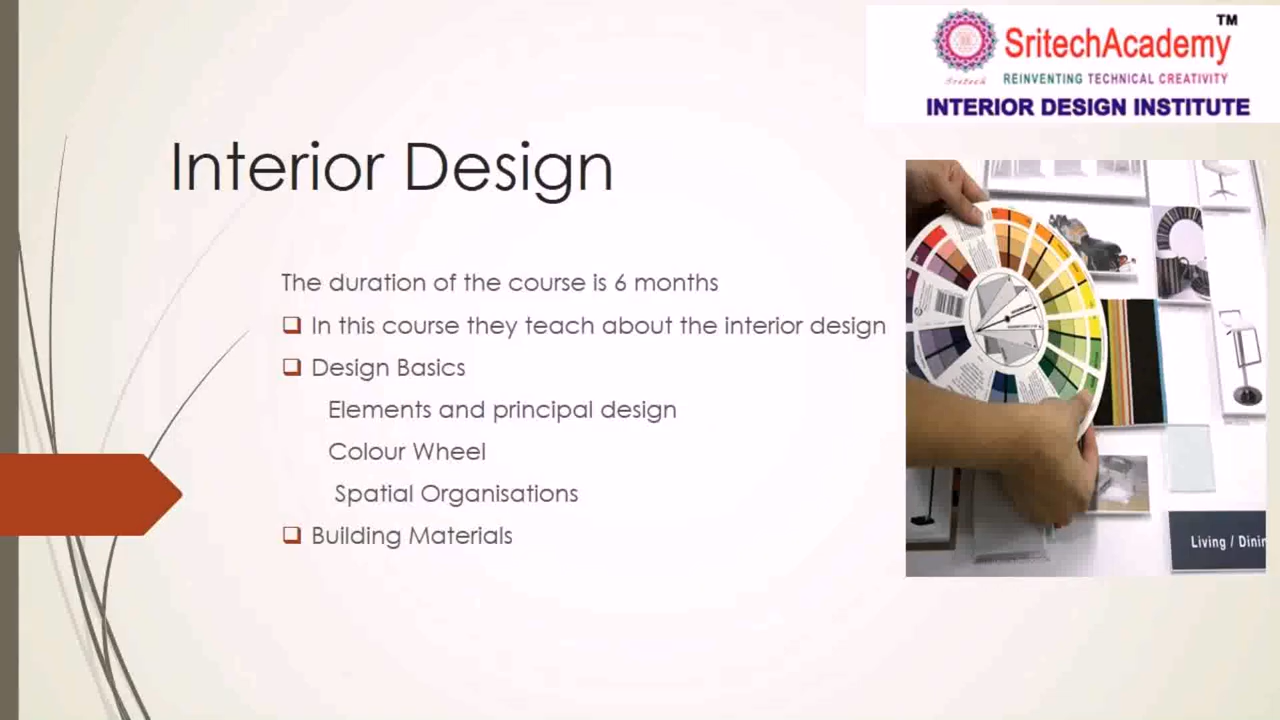 TM
SritechAcademy
Sritech
REINVENTING TECHNICAL CREATIVITY
INTERIOR DESIGN INSTITUTE
Interior Design
The duration of the course is 6 months
In this course they teach about the interior design
Design Basics
Elements and principal design
Colour Wheel
Spatial Organisations
Building Materials
Living / Dinin